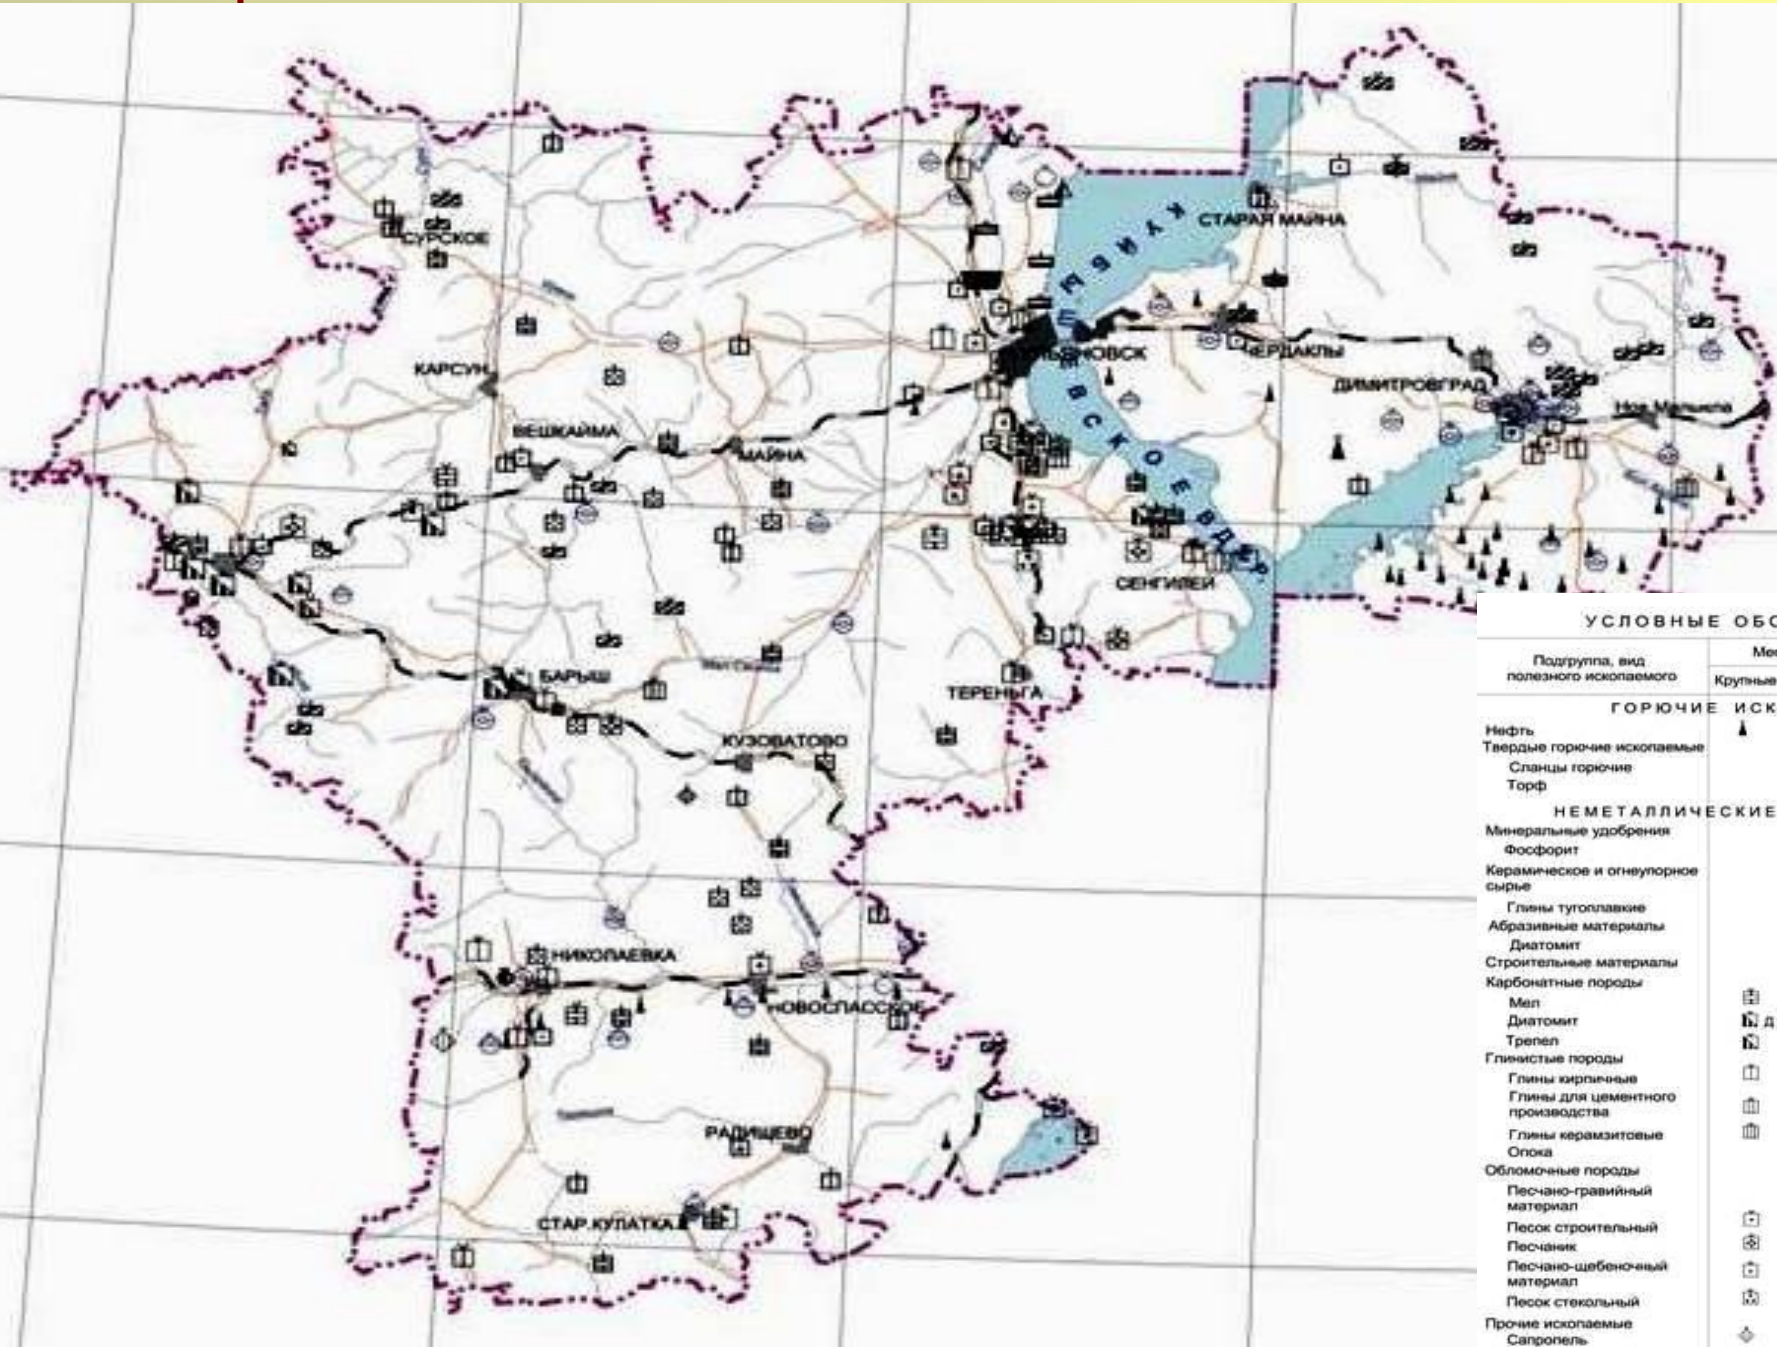 СУРСКОЕ
СТАРАЯ МАЙНА
КУЙБЫШЕВСКОЕ ВДХР.
КАРСУН
ЧЕРДАКЛЫ
ДИМИТРОВГРАД
Нов.Малыкла
ВЕШКАЙМА
МАЙНА
СЕНГИЛЕЙ
БАРЫШ
ТЕРЕНЬГА
КУЗОВАТОВО
НИКОЛАЕВКА
НОВОСПАССКОЕ
РАДИЩЕВО
СТАР.КУЛАТКА
УСЛОВНЫЕ ОБО
Подгруппа, вид
полезного ископаемого
Мес
Крупные
ГОРЮЧИЕ ИСК
Нефть
Твердые горючие ископаемые
Сланцы горючие
Торф
НЕМЕТАЛЛИЧЕСКИЕ
Минеральные удобрения
Фосфорит
Керамическое и огнеупорное
сырье
Глины тугоплавкие
Абразивные материалы
Диатомит
Строительные материалы
Карбонатные породы
Мел
Диатомит Д
Трепел
Глинистые породы
Глины кирпичные
Глины для цементного
производства
Глины керамзитовые
Опока
Обломочные породы
Песчано-гравийный
материал
Песок строительный
Песчаник
Песчано-щебеночный
материал
Песок стекольный
Прочие ископаемые
Сапропель